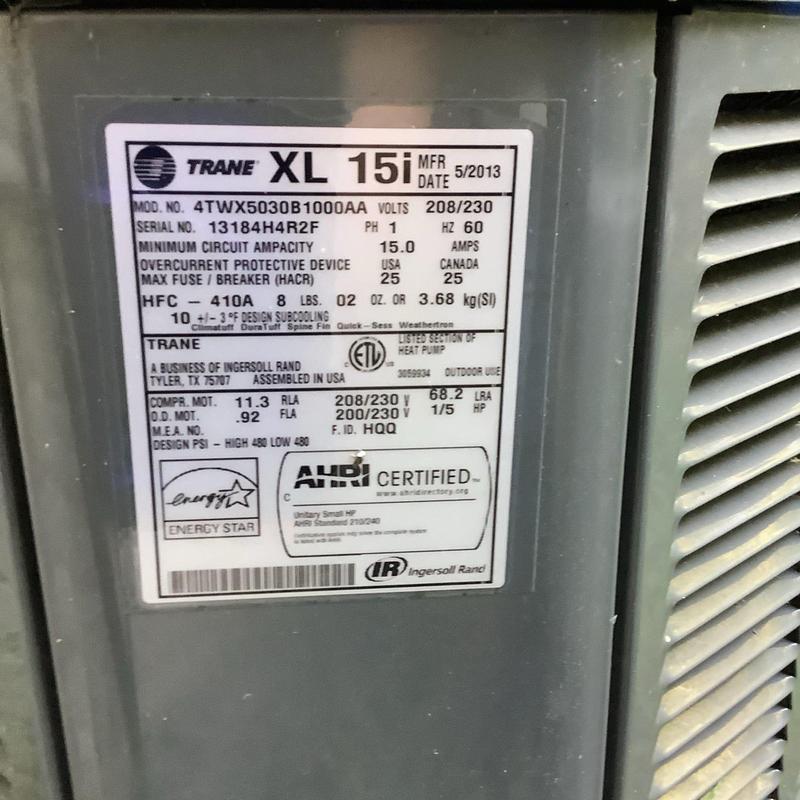 TRANE XL 15i MFR DATE 5/2013
MOD. NO. 4TWX5030B1000AA VOLTS 208/230
SERIAL NO. 13184H4R2F PH 1 HZ 60
MINIMUM CIRCUIT AMPACITY 15.0 AMPS
OVERCURRENT PROTECTIVE DEVICE USA CANADA
MAX FUSE / BREAKER (HACR) 25 25
HFC - 410A 8 LBS. 02 OZ. OR 3.68 kg(SI)
10 +/- 3 °F DESIGN SUBCOOLING
Climatuff DuraTuff Spine Fin Quick-Sess Weathertron
TRANE
A BUSINESS OF INGERSOLL RAND
TYLER, TX 75707 ASSEMBLED IN USA
C ETL US
LISTED SECTION OF
HEAT PUMP
3059934 OUTDOOR USE
COMPR. MOT. 11.3 RLA 208/230 V 68.2 LRA
O.D. MOT. .92 FLA 200/230 V 1/5 HP
M.E.A. NO. F. ID. HQQ
DESIGN PSI - HIGH 480 LOW 480
energy
ENERGY STAR
C AHRI CERTIFIED™
www.ahridirectory.org
Unitary Small HP
AHRI Standard 210/240
IR Ingersoll Rand